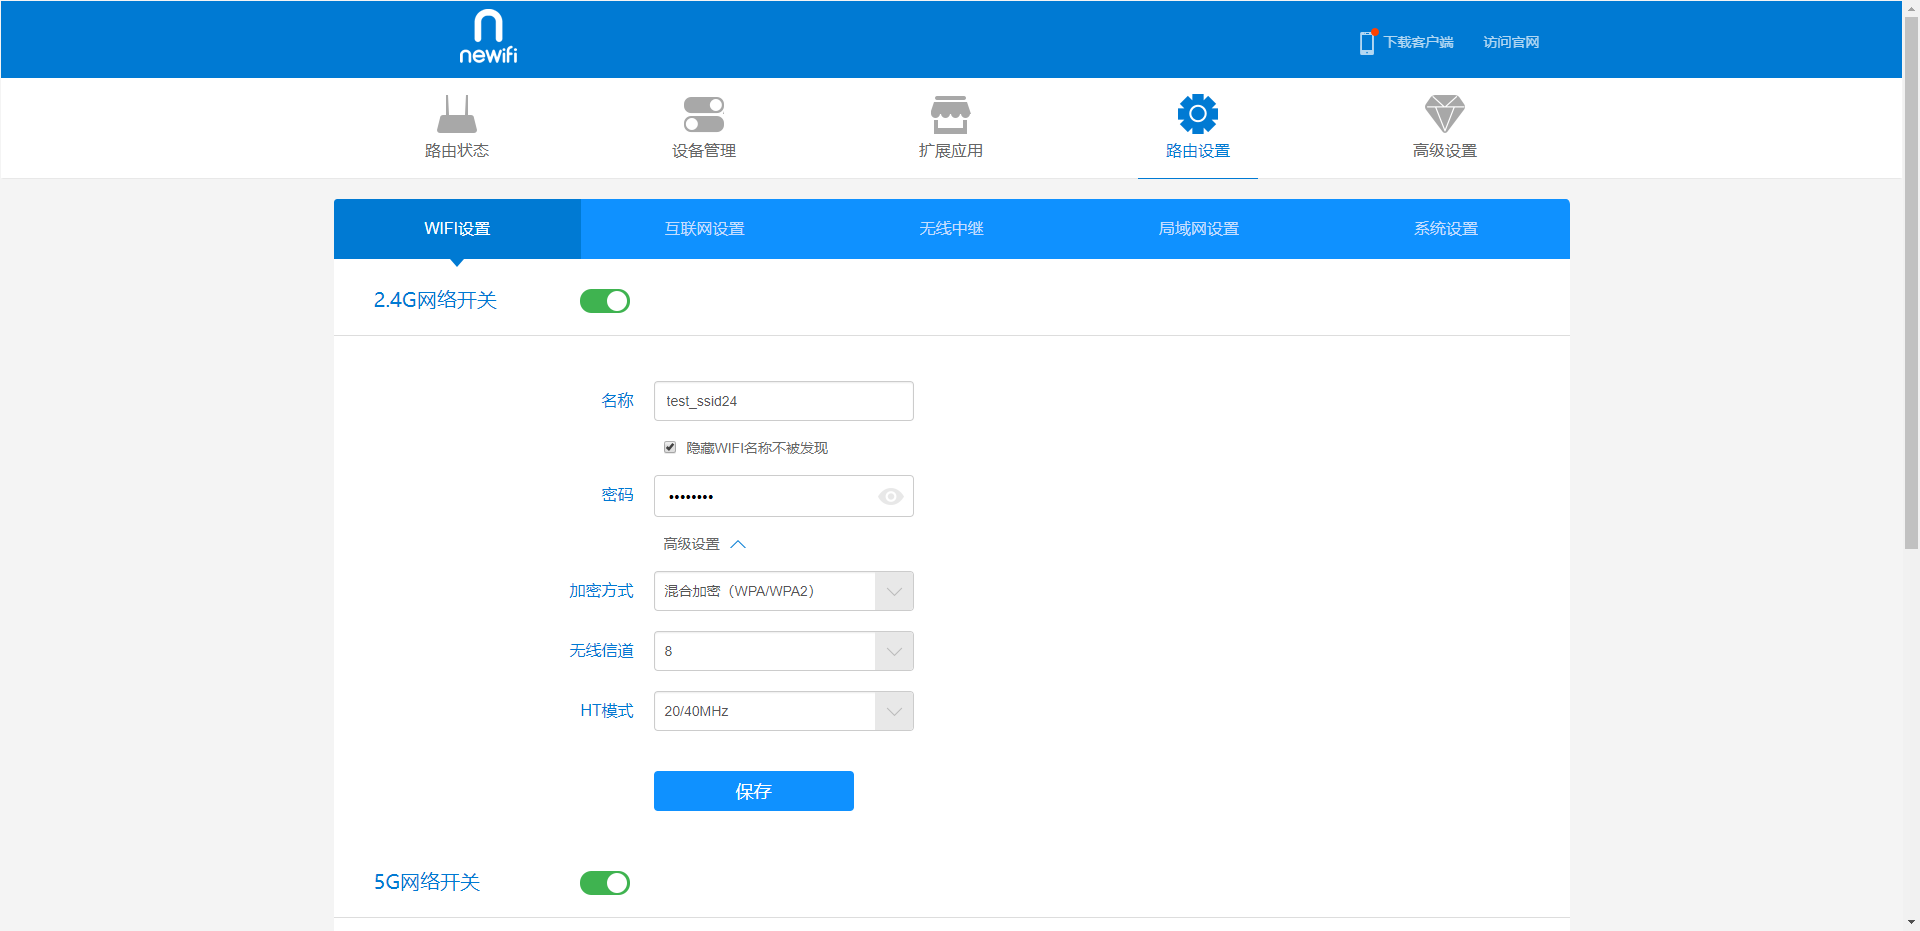 newifi
下载客户端 访问官网
路由状态 设备管理 扩展应用 路由设置 高级设置
WIFI设置 互联网设置 无线中继 局域网设置 系统设置
2.4G网络开关
名称 test_ssid24
隐藏WIFI名称不被发现
密码 ••••••••
高级设置
加密方式 混合加密（WPA/WPA2）
无线信道 8
HT模式 20/40MHz
保存
5G网络开关